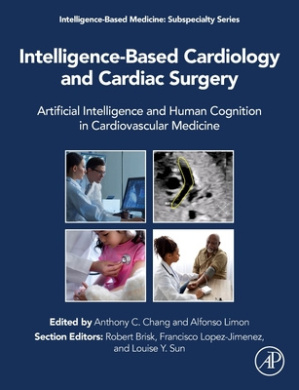 Intelligence-Based Medicine: Subspecialty Series
Intelligence-Based Cardiology
and Cardiac Surgery
Artificial Intelligence and Human Cognition
in Cardiovascular Medicine
Edited by Anthony C. Chang and Alfonso Limon
Section Editors: Robert Brisk, Francisco Lopez-Jimenez,
and Louise Y. Sun